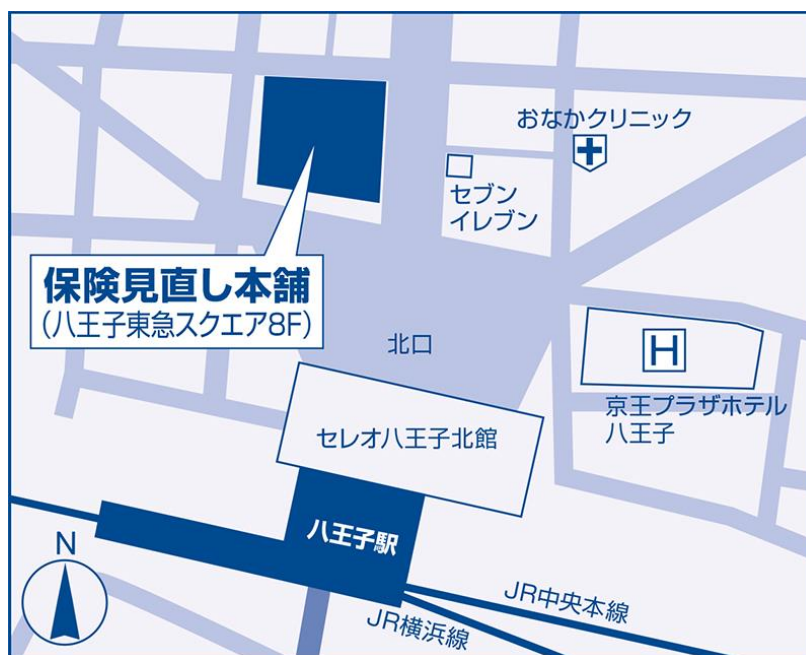 おなかクリニック
セブン
イレブン
保険見直し本舗
(八王子東急スクエア8F)
北口
H
京王プラザホテル
八王子
セレオ八王子北館
八王子駅
N
JR中央本線
JR横浜線